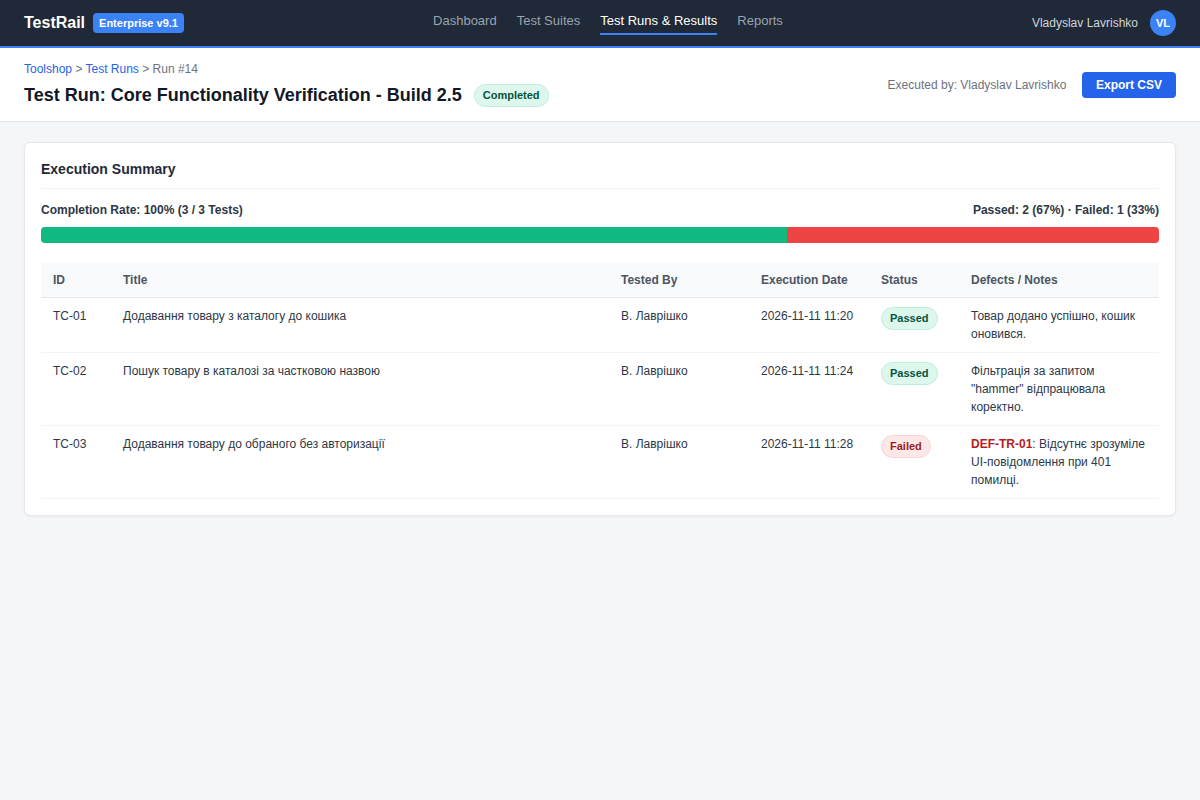 TestRail Enterprise v9.1 Dashboard Test Suites Test Runs & Results Reports Vladyslav Lavrishko VL
Toolshop > Test Runs > Run #14
Test Run: Core Functionality Verification - Build 2.5 Completed
Executed by: Vladyslav Lavrishko Export CSV
Execution Summary
Completion Rate: 100% (3 / 3 Tests) Passed: 2 (67%) · Failed: 1 (33%)
ID Title Tested By Execution Date Status Defects / Notes
TC-01 Додавання товару з каталогу до кошика В. Лаврішко 2026-11-11 11:20 Passed Товар додано успішно, кошик
оновився.
TC-02 Пошук товару в каталозі за частковою назвою В. Лаврішко 2026-11-11 11:24 Passed Фільтрація за запитом
"hammer" відпрацювала
коректно.
TC-03 Додавання товару до обраного без авторизації В. Лаврішко 2026-11-11 11:28 Failed DEF-TR-01: Відсутнє зрозуміле
UI-повідомлення при 401
помилці.